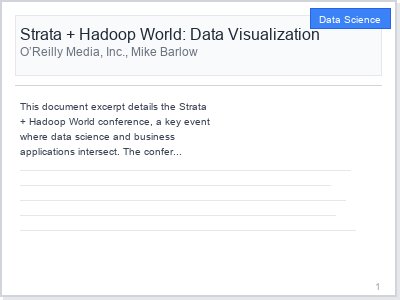 Data Science
Strata + Hadoop World: Data Visualization
O'Reilly Media, Inc., Mike Barlow
This document excerpt details the Strata
+ Hadoop World conference, a key event
where data science and business
applications intersect. The confer...
1